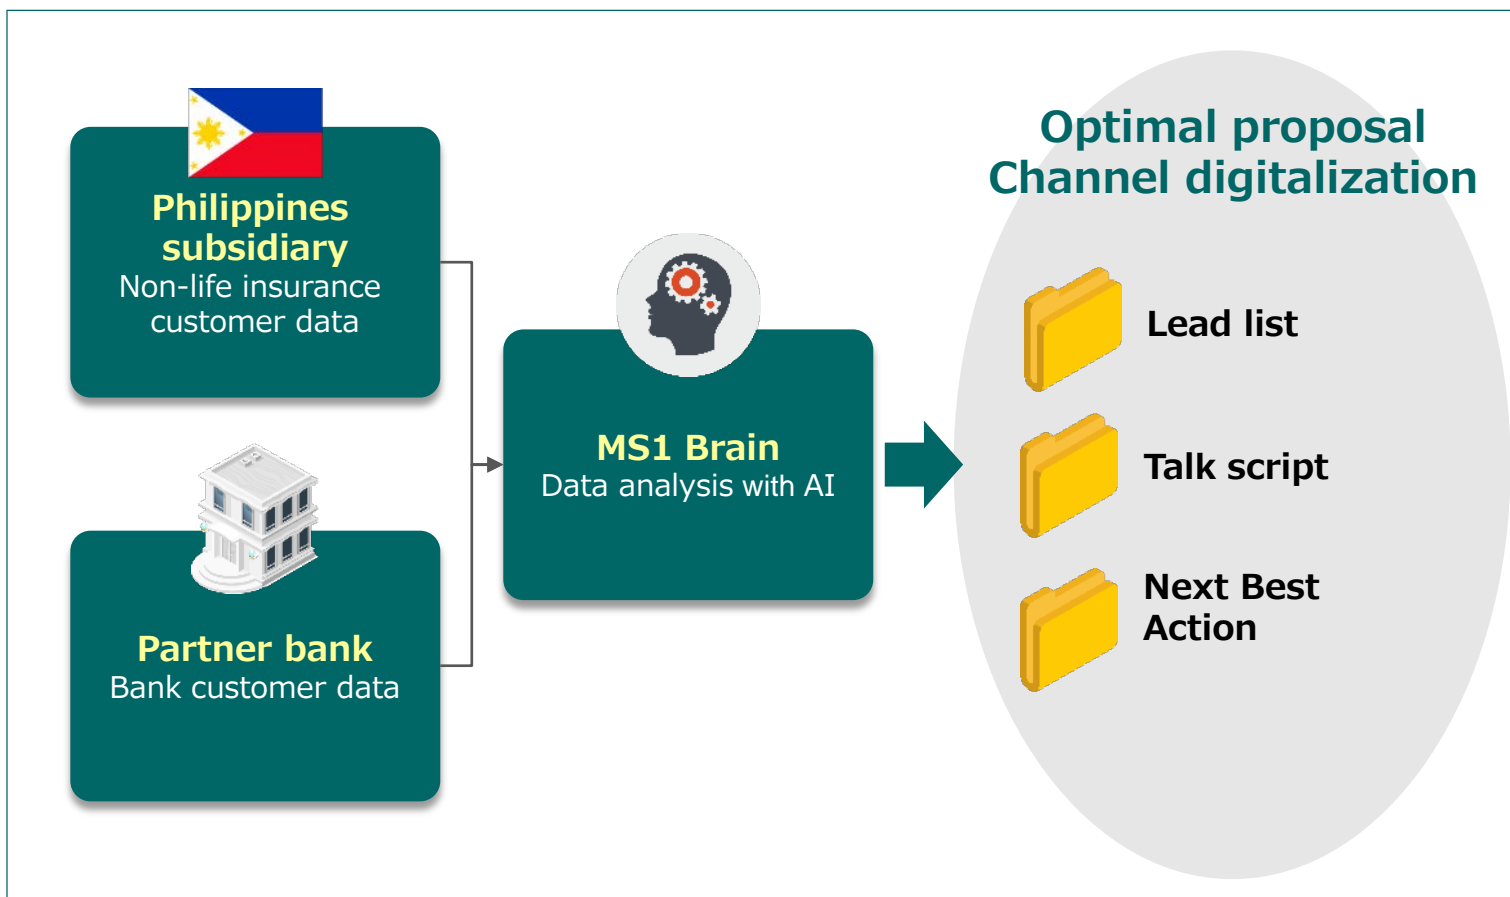 Philippines
subsidiary
Non-life insurance
customer data
Partner bank
Bank customer data
MS1 Brain
Data analysis with AI
Optimal proposal
Channel digitalization
Lead list
Talk script
Next Best
Action